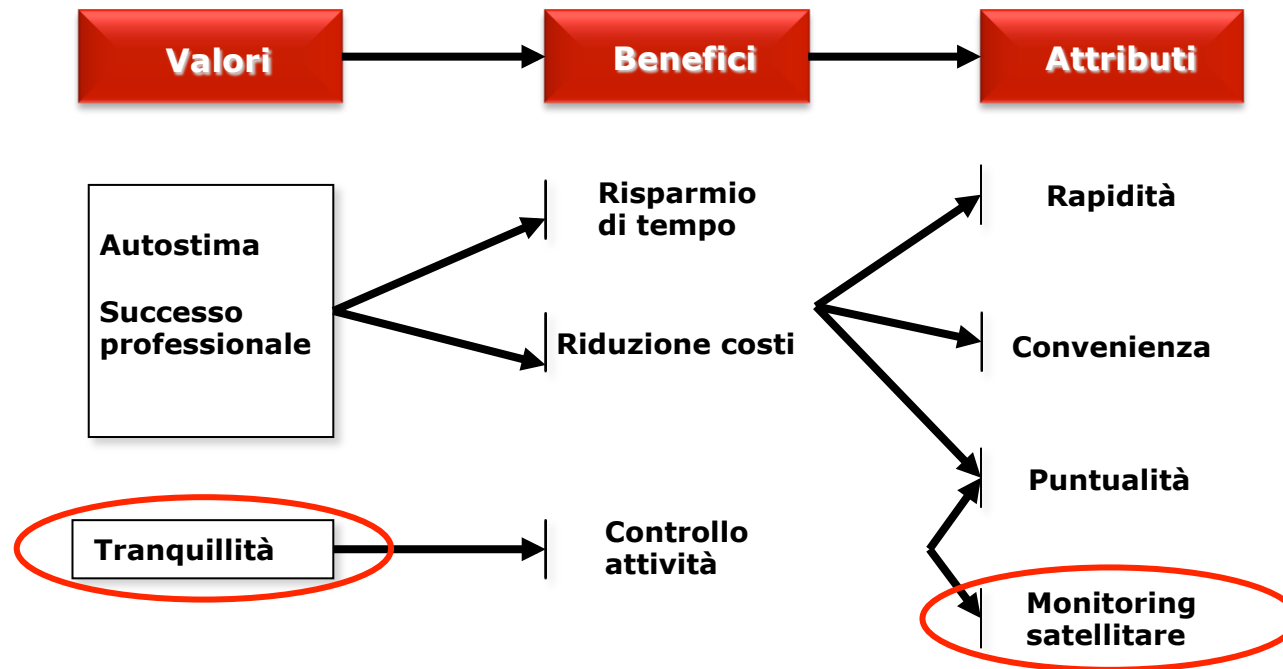 Valori
Benefici
Attributi
Autostima
Successo
professionale
Risparmio
di tempo
Riduzione costi
Rapidità
Convenienza
Puntualità
Tranquillità
Controllo
attività
Monitoring
satellitare